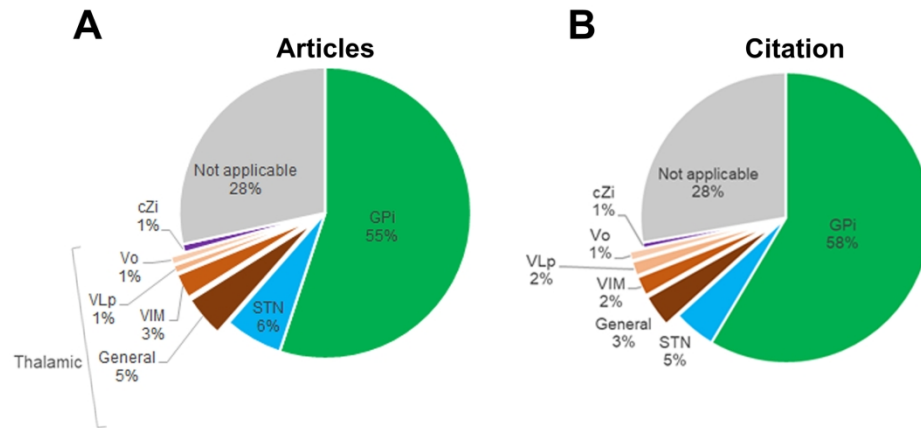 A
Articles
Not applicable
28%
GPi
55%
cZi
1%
Vo
1%
VLp
1%
VIM
3%
STN
6%
General
5%
Thalamic
B
Citation
Not applicable
28%
GPi
58%
cZi
1%
Vo
1%
VLp
2%
VIM
2%
General
3%
STN
5%